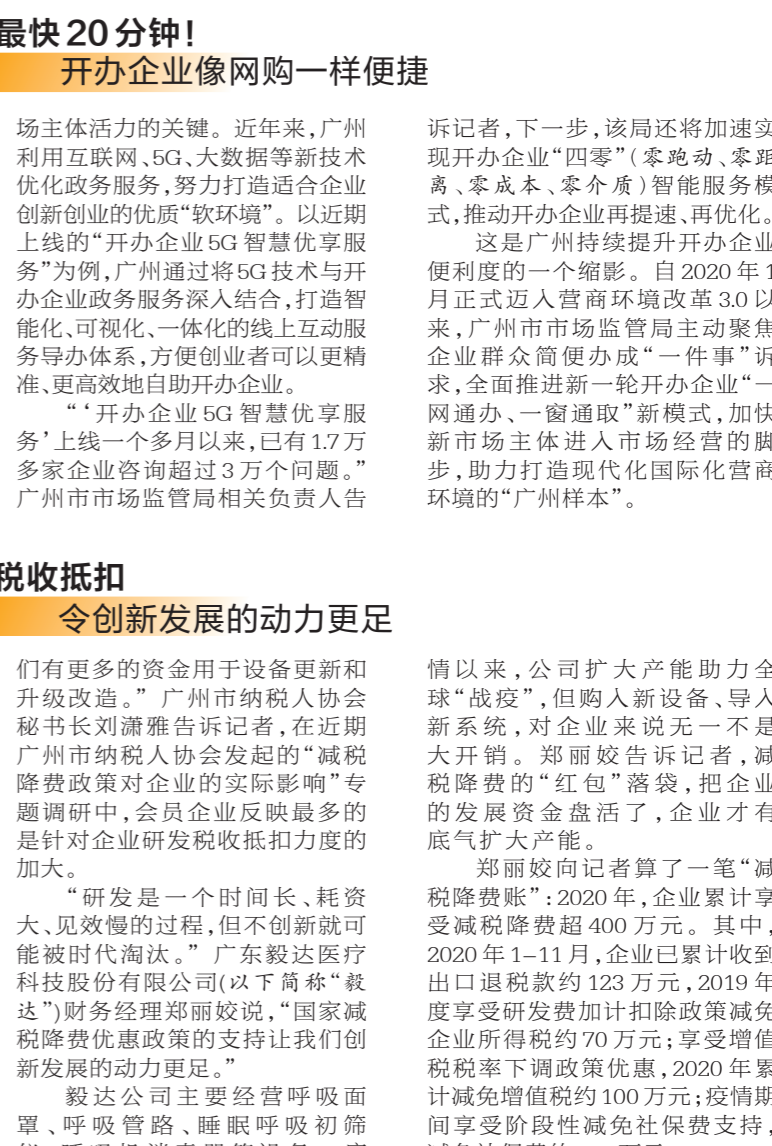 最快20分钟！
开办企业像网购一样便捷
场主体活力的关键。近年来，广州
利用互联网、5G、大数据等新技术
优化政务服务，努力打造适合企业
创新创业的优质“软环境”。以近期
上线的“开办企业5G 智慧优享服
务”为例，广州通过将5G技术与开
办企业政务服务深入结合，打造智
能化、可视化、一体化的线上互动服
务导办体系，方便创业者可以更精
准、更高效地自助开办企业。
“‘开办企业5G 智慧优享服
务’上线一个多月以来，已有1.7万
多家企业咨询超过3万个问题。”
广州市市场监管局相关负责人告
诉记者，下一步，该局还将加速实
现开办企业“四零”（零跑动、零距
离、零成本、零介质）智能服务模
式，推动开办企业再提速、再优化。
这是广州持续提升开办企业
便利度的一个缩影。自2020年1
月正式迈入营商环境改革3.0以
来，广州市市场监管局主动聚焦
企业群众简便办成“一件事”诉
求，全面推进新一轮开办企业“一
网通办、一窗通取”新模式，加快
新市场主体进入市场经营的脚
步，助力打造现代化国际化营商
环境的“广州样本”。
税收抵扣
令创新发展的动力更足
们有更多的资金用于设备更新和
升级改造。”广州市纳税人协会
秘书长刘潇雅告诉记者，在近期
广州市纳税人协会发起的“减税
降费政策对企业的实际影响”专
题调研中，会员企业反映最多的
是针对企业研发税收抵扣力度的
加大。
“研发是一个时间长、耗资
大、见效慢的过程，但不创新就可
能被时代淘汰。”广东毅达医疗
科技股份有限公司(以下简称“毅
达”)财务经理郑丽姣说，“国家减
税降费优惠政策的支持让我们创
新发展的动力更足。”
毅达公司主要经营呼吸面
罩、呼吸管路、睡眠呼吸初筛
情以来，公司扩大产能助力全
球“战疫”，但购入新设备、导入
新系统，对企业来说无一不是
大开销。郑丽姣告诉记者，减
税降费的“红包”落袋，把企业
的发展资金盘活了，企业才有
底气扩大产能。
郑丽姣向记者算了一笔“减
税降费账”：2020年，企业累计享
受减税降费超400万元。其中，
2020年1–11月，企业已累计收到
出口退税款约123万元，2019年
度享受研发费加计扣除政策减免
企业所得税约70万元；享受增值
税税率下调政策优惠，2020年累
计减免增值税约100万元；疫情期
间享受阶段性减免社保费支持，